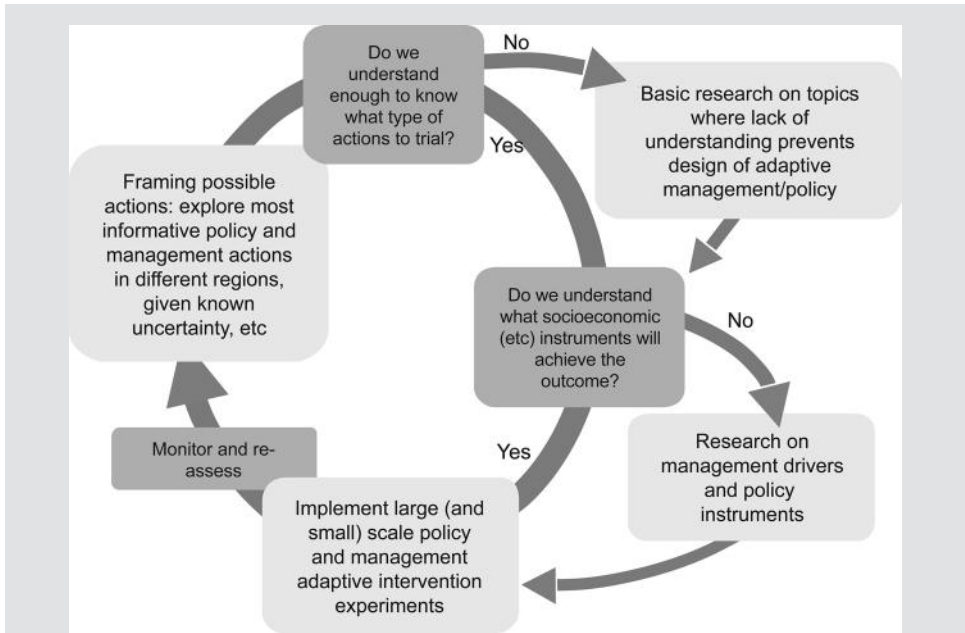 Do we
understand
enough to know
what type of
actions to trial?
No
Yes
Basic research on topics
where lack of
understanding prevents
design of adaptive
management/policy
Framing possible
actions: explore most
informative policy and
management actions
in different regions,
given known
uncertainty, etc
Do we understand
what socioeconomic
(etc) instruments will
achieve the
outcome?
No
Yes
Research on
management drivers
and policy
instruments
Implement large (and
small) scale policy
and management
adaptive intervention
experiments
Monitor and re-
assess